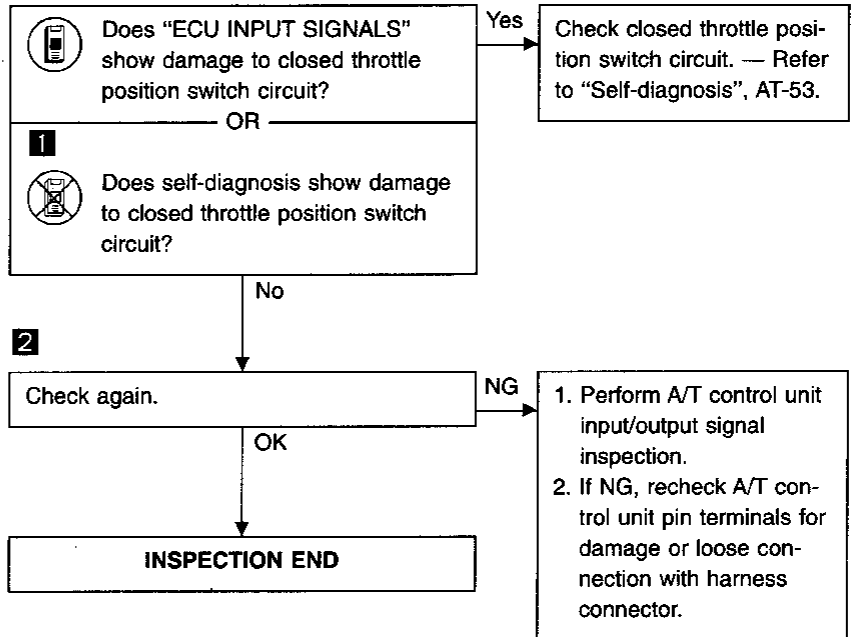 Does “ECU INPUT SIGNALS”
show damage to closed throttle
position switch circuit?
Yes
Check closed throttle posi-
tion switch circuit. — Refer
to “Self-diagnosis”, AT-53.
OR
1
Does self-diagnosis show damage
to closed throttle position switch
circuit?
No
2
Check again.
NG
1. Perform A/T control unit
input/output signal
inspection.
2. If NG, recheck A/T con-
trol unit pin terminals for
damage or loose con-
nection with harness
connector.
OK
INSPECTION END